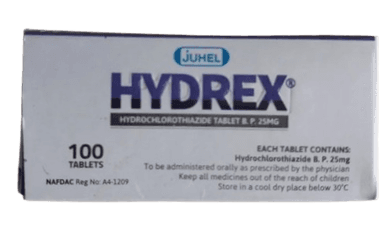 JUHEL
HYDREX®
HYDROCHLOROTHIAZIDE TABLET B. P. 25MG
100
TABLETS
EACH TABLET CONTAINS:
Hydrochlorothiazide B. P. 25mg
To be administered orally as prescribed by the physician
Keep all medicines out of the reach of children
Store in a cool dry place below 30°C
NAFDAC Reg No: A4-1209